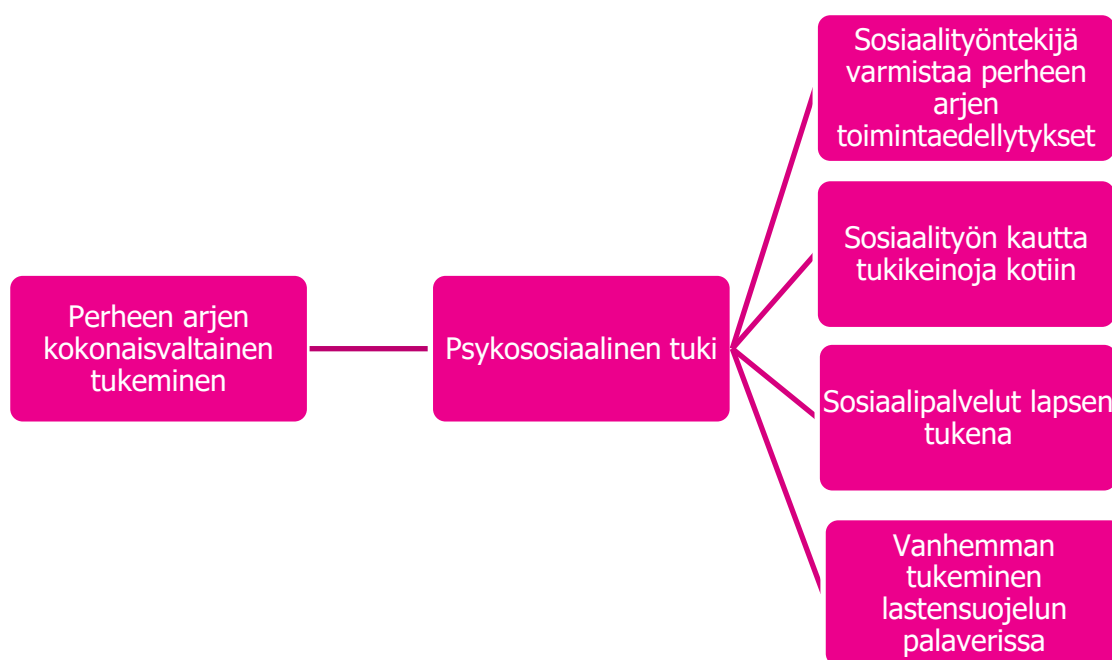 Perheen arjen
kokonaisvaltainen
tukeminen
Psykososiaalinen tuki
Sosiaalityöntekijä
varmistaa perheen
arjen
toimintaedellytykset
Sosiaalityön kautta
tukikeinoja kotiin
Sosiaalipalvelut lapsen
tukena
Vanhemman
tukeminen
lastensuojelun
palaverissa